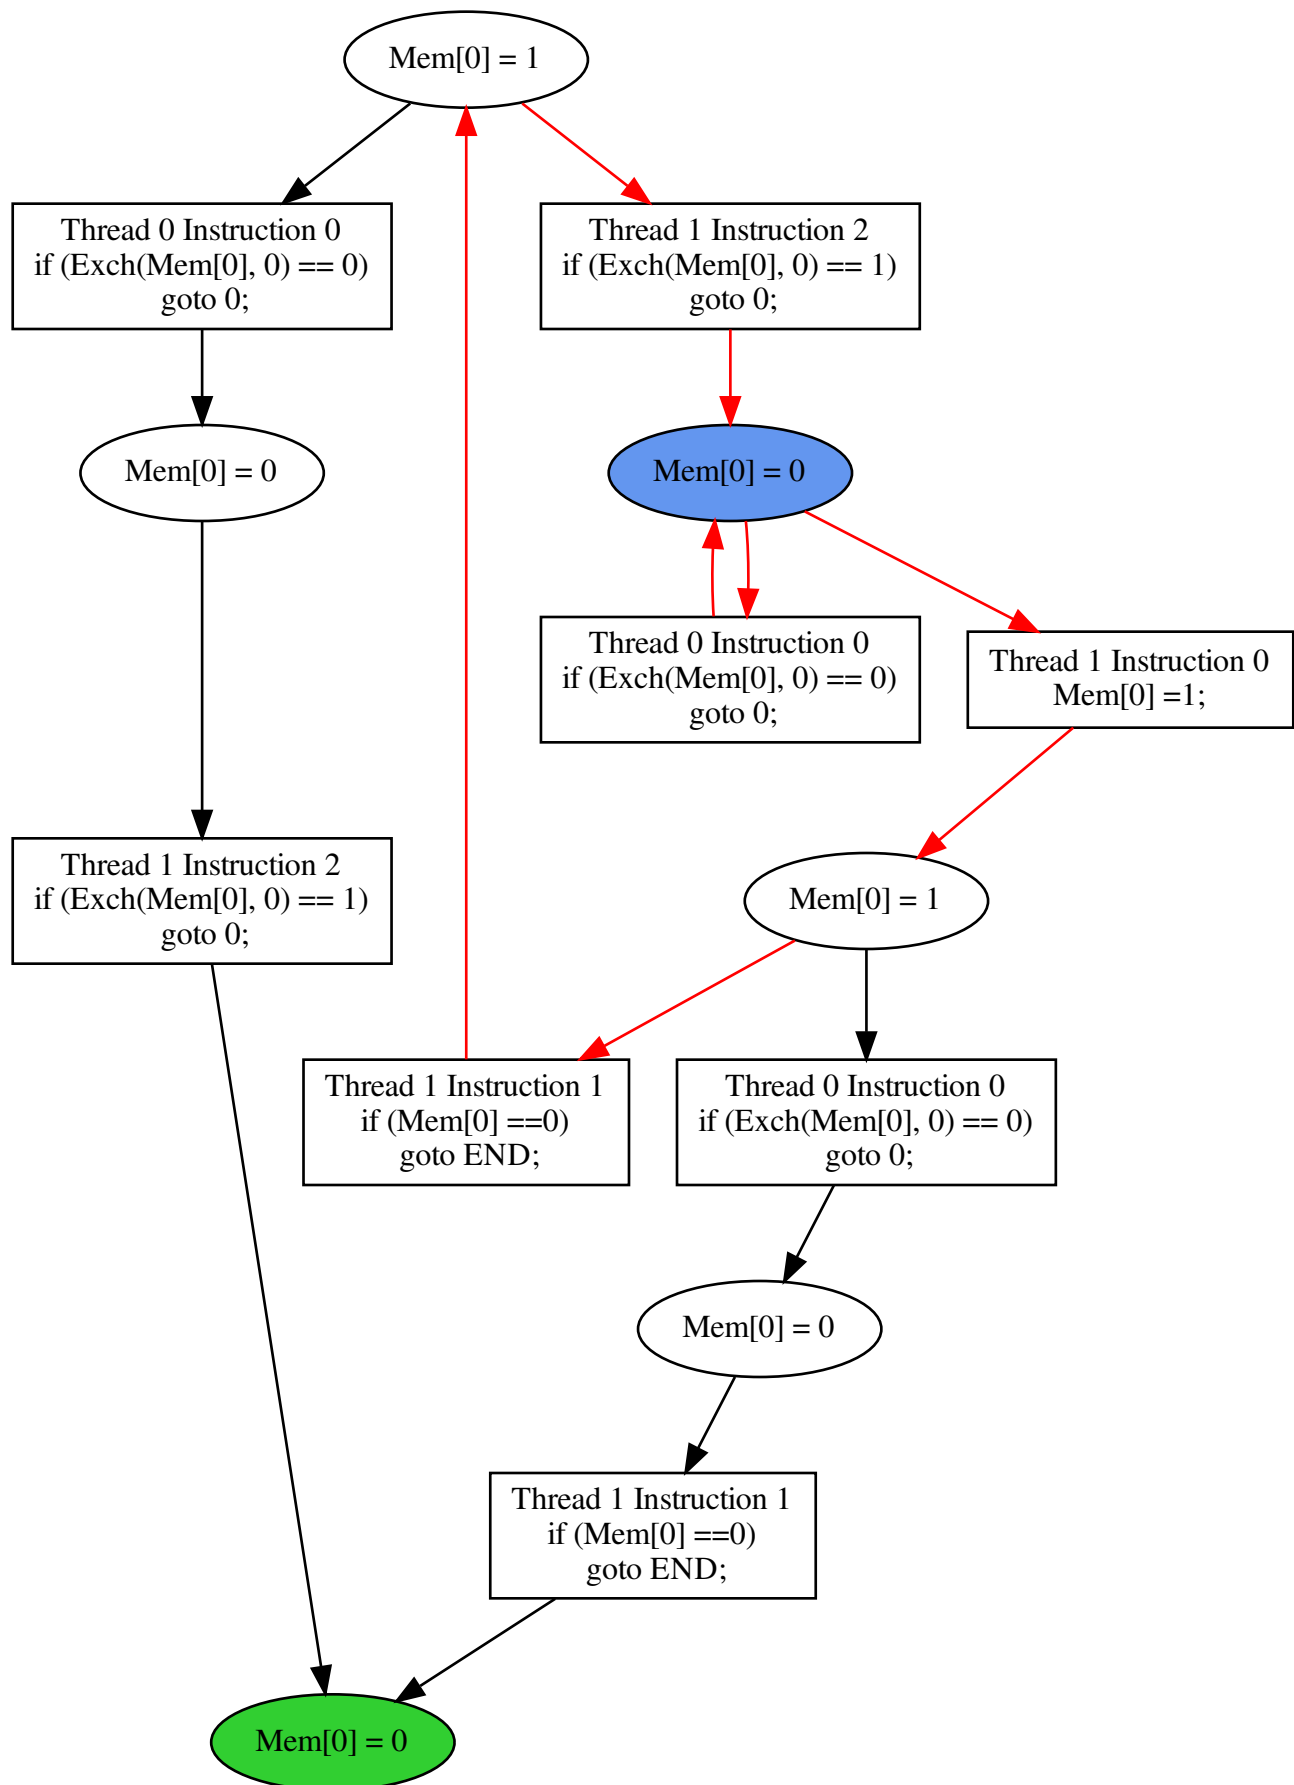 Mem[0] = 1
Thread 0 Instruction 0
if (Exch(Mem[0], 0) == 0)
goto 0;
Thread 1 Instruction 2
if (Exch(Mem[0], 0) == 1)
goto 0;
Mem[0] = 0
Mem[0] = 0
Thread 0 Instruction 0
if (Exch(Mem[0], 0) == 0)
goto 0;
Thread 1 Instruction 0
Mem[0] =1;
Thread 1 Instruction 2
if (Exch(Mem[0], 0) == 1)
goto 0;
Mem[0] = 1
Thread 1 Instruction 1
if (Mem[0] ==0)
goto END;
Thread 0 Instruction 0
if (Exch(Mem[0], 0) == 0)
goto 0;
Mem[0] = 0
Thread 1 Instruction 1
if (Mem[0] ==0)
goto END;
Mem[0] = 0